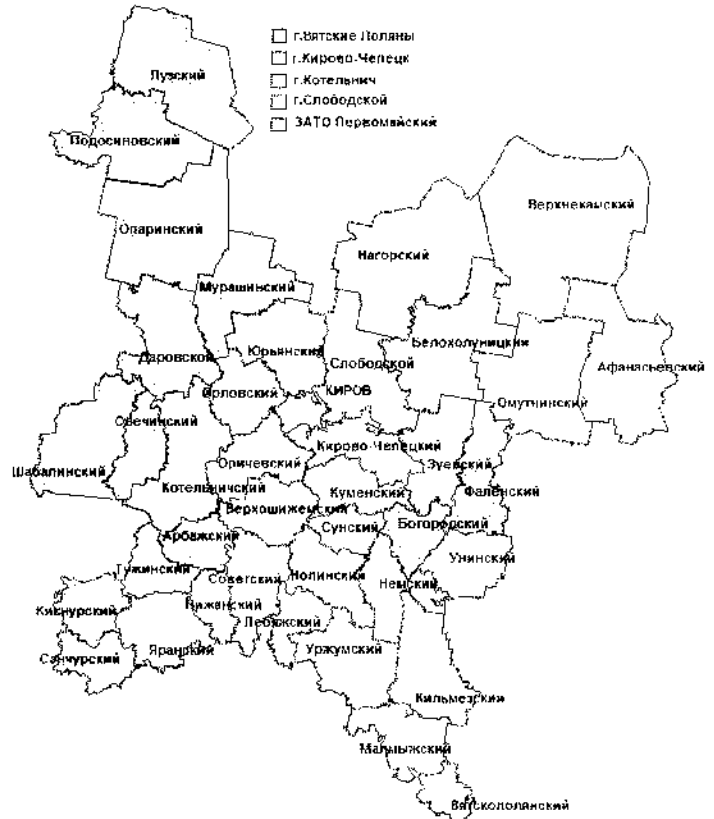 г.Вятские Поляны
г.Кирово-Чепецк
г.Котельнич
г.Слободской
ЗАТО Первомайский
Лузский
Подосиновский
Опаринский
Верхнекамский
Нагорский
Мурашинский
Юрьянский
Слободской
Белохолуницкий
Даровской
Афанасьевский
Орловский
КИРОВ
Омутнинский
Свечинский
Кирово-Чепецкий
Шабалинский
Оричевский
Зуевский
Котельничский
Куменский
Фаленский
Верхошижемский
Сунский
Богородский
Арбажский
Унинский
Тужинский
Советский
Нолинский
Немский
Кикнурский
Пижанский
Лебяжский
Санчурский
Яранский
Уржумский
Кильмезский
Малмыжский
Вятскополянский